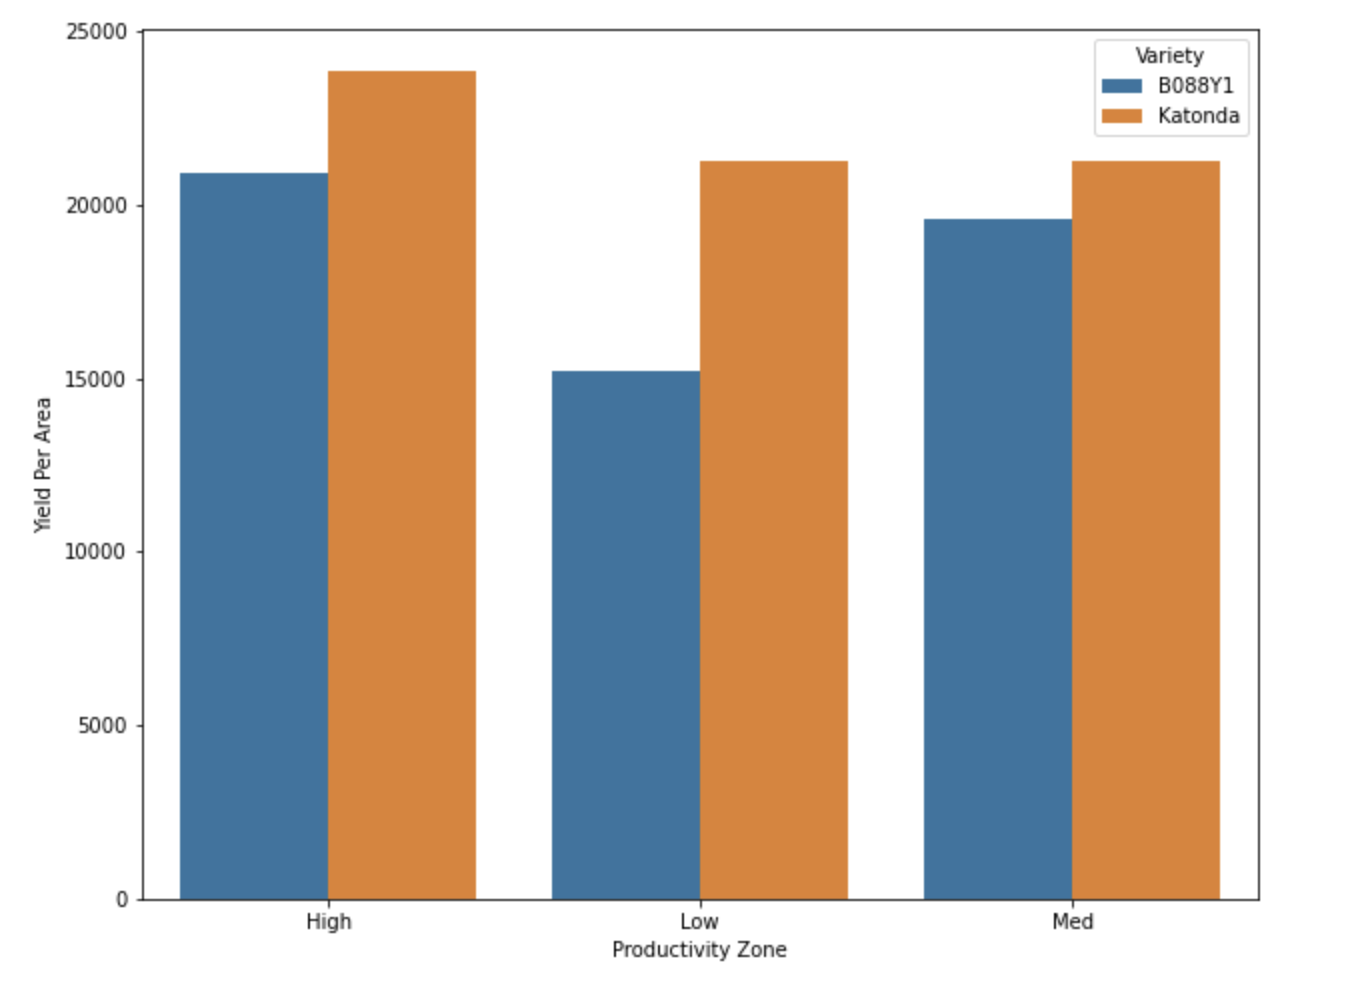 25000
20000
15000
10000
5000
0
Yield Per Area
Variety
B088Y1
Katonda
High
Low
Med
Productivity Zone